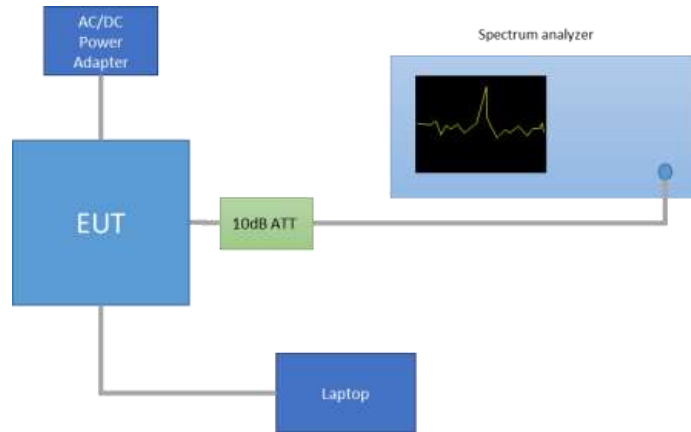 AC/DC
Power
Adapter
Spectrum analyzer
EUT
10dB ATT
Laptop